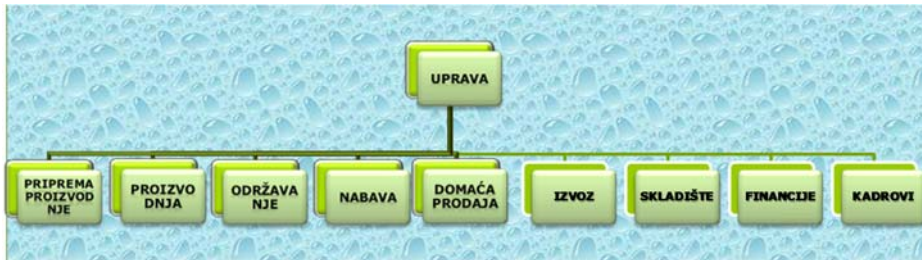 UPRAVA
PRIPREMA
PROIZVOD
NJE
PROIZVO
DNJA
ODRŽAVA
NJE
NABAVA
DOMAĆA
PRODAJA
IZVOZ
SKLADIŠTE
FINANCIJE
KADROVI